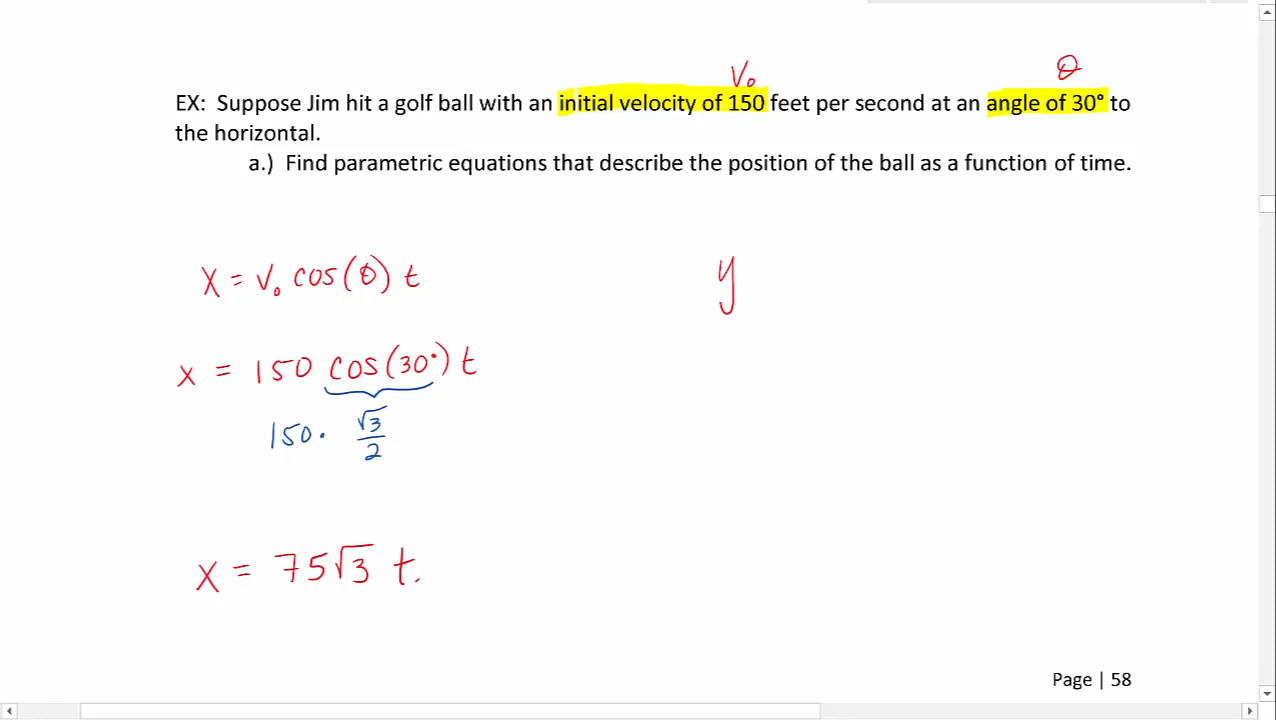 V₀ θ
EX: Suppose Jim hit a golf ball with an initial velocity of 150 feet per second at an angle of 30° to
the horizontal.
a.) Find parametric equations that describe the position of the ball as a function of time.
x = V₀ cos(θ) t
y
x = 150 cos(30°) t
150 · √3/2
x = 75√3 t.
Page | 58